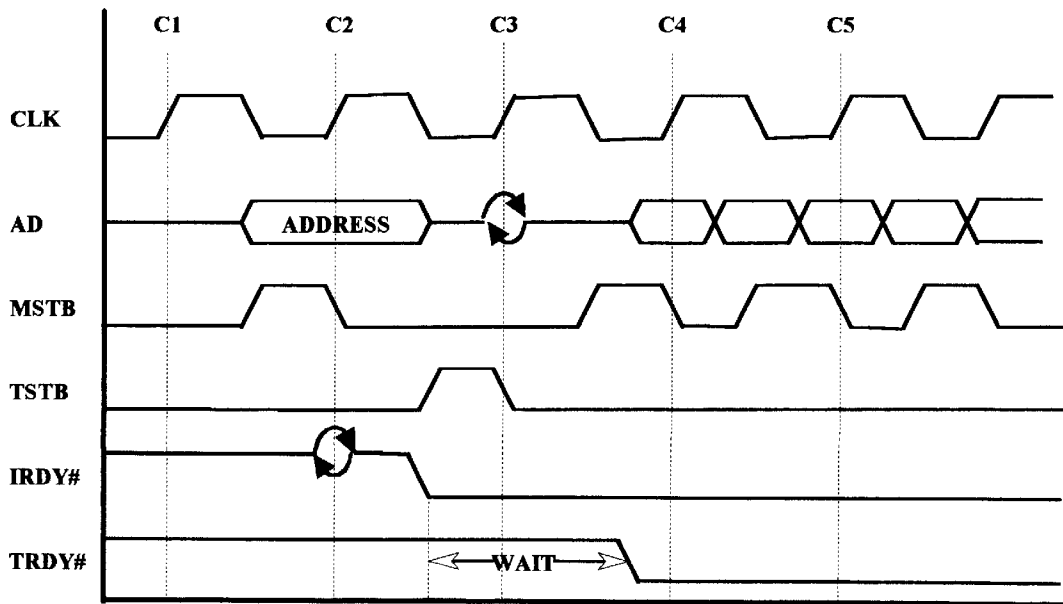 C1 C2 C3 C4 C5
CLK
AD
ADDRESS
MSTB
TSTB
IRDY#
TRDY#
WAIT